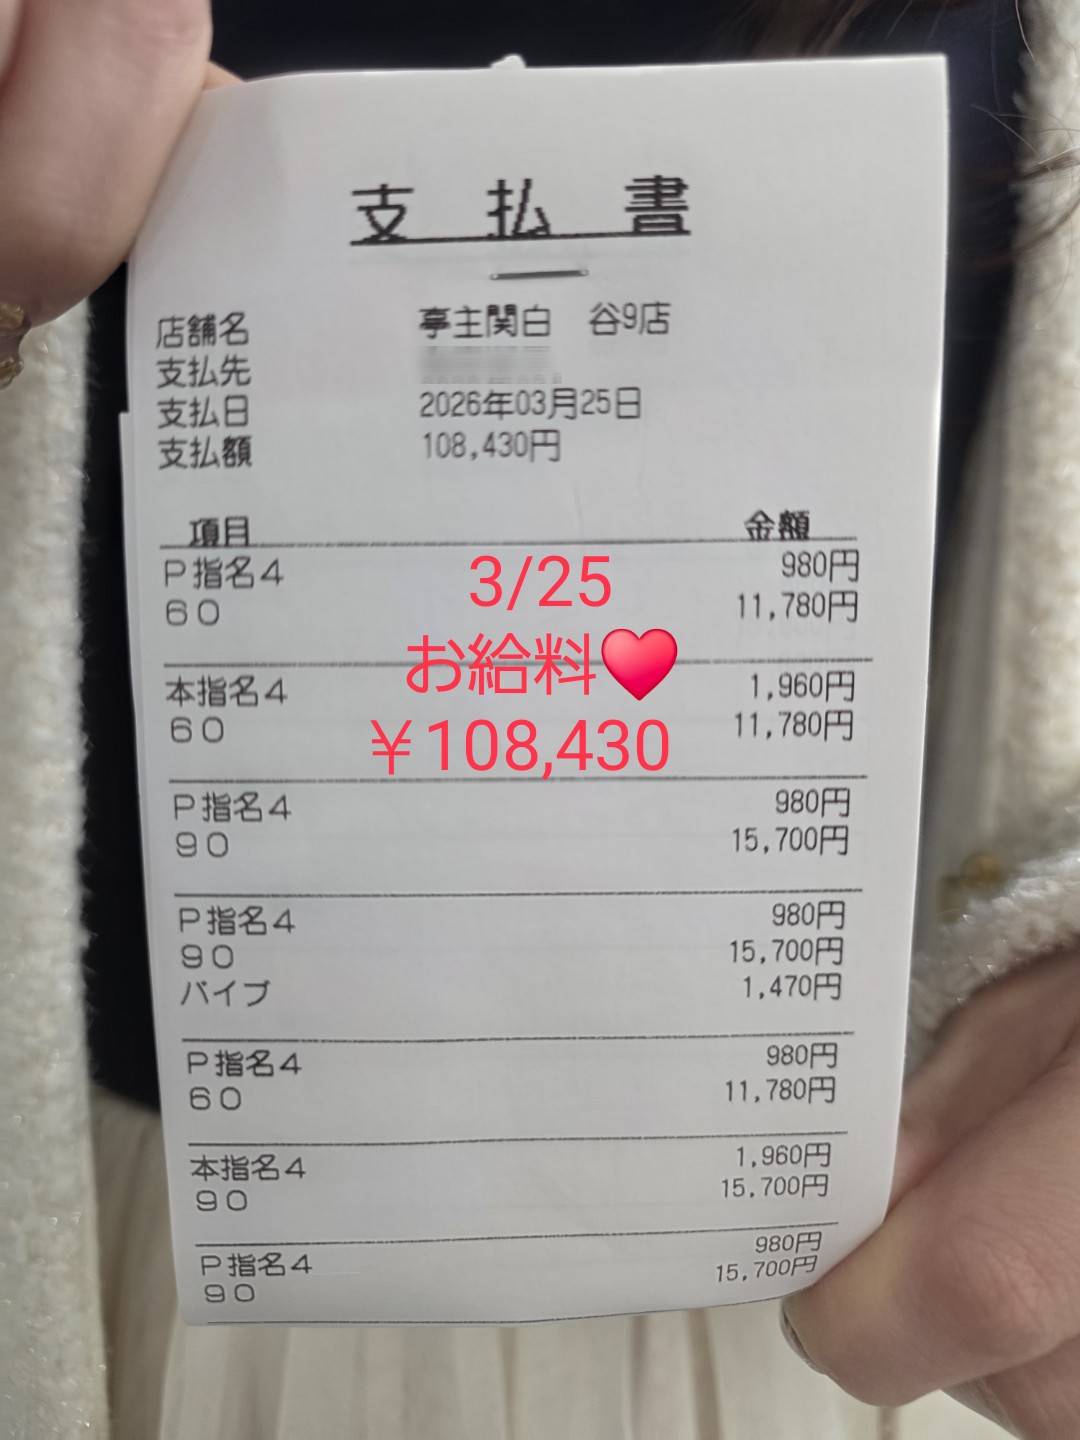 支払書
店舗名 亭主関白 谷9店
支払先
支払日 2026年03月25日
支払額 108,430円
項目 金額
P指名4 980円
60 11,780円
本指名4 1,960円
60 11,780円
P指名4 980円
90 15,700円
P指名4 980円
90 15,700円
バイブ 1,470円
P指名4 980円
60 11,780円
本指名4 1,960円
90 15,700円
P指名4 980円
90 15,700円
3/25
お給料❤
¥108,430